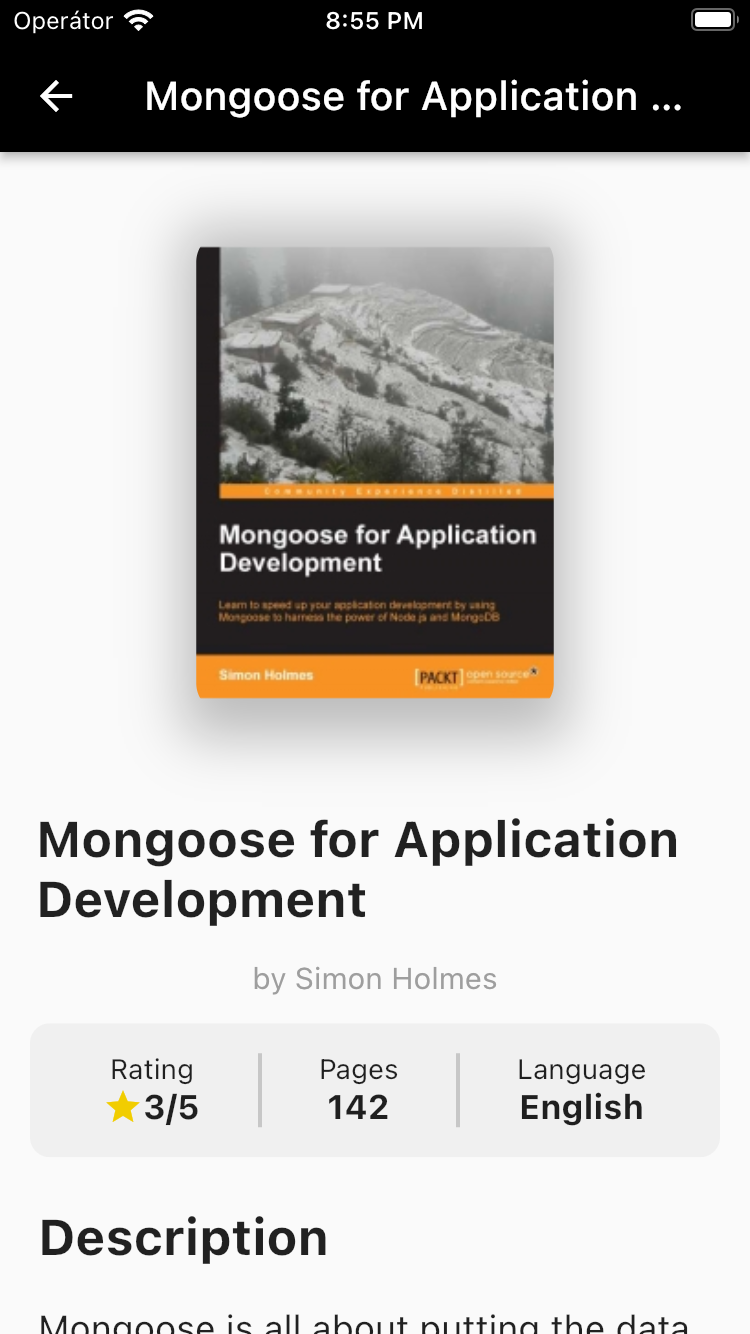 Operátor
8:55 PM
Mongoose for Application ...
Community Experience Distilled
Mongoose for Application
Development
Learn to speed up your application development by using
Mongoose to harness the power of Node.js and MongoDB
Simon Holmes
[PACKT] open source*
Mongoose for Application
Development
by Simon Holmes
Rating
Pages
Language
3/5
142
English
Description
Mongoose is all about putting the data